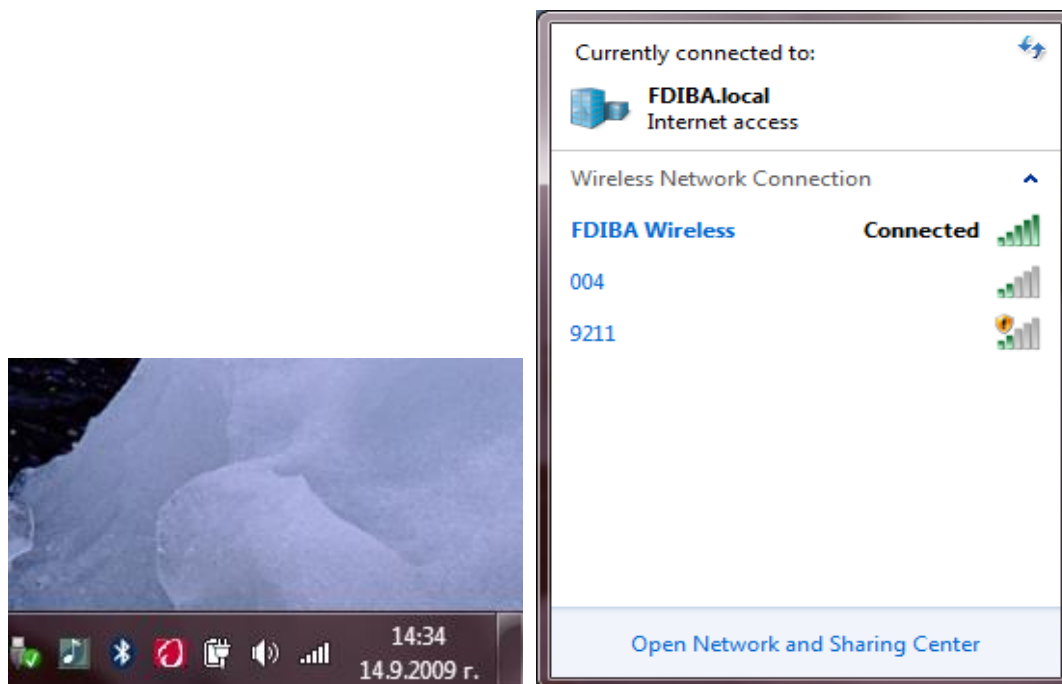 14:34
14.9.2009 г.
Currently connected to:
FDIBA.local
Internet access
Wireless Network Connection
FDIBA Wireless Connected
004
9211
Open Network and Sharing Center